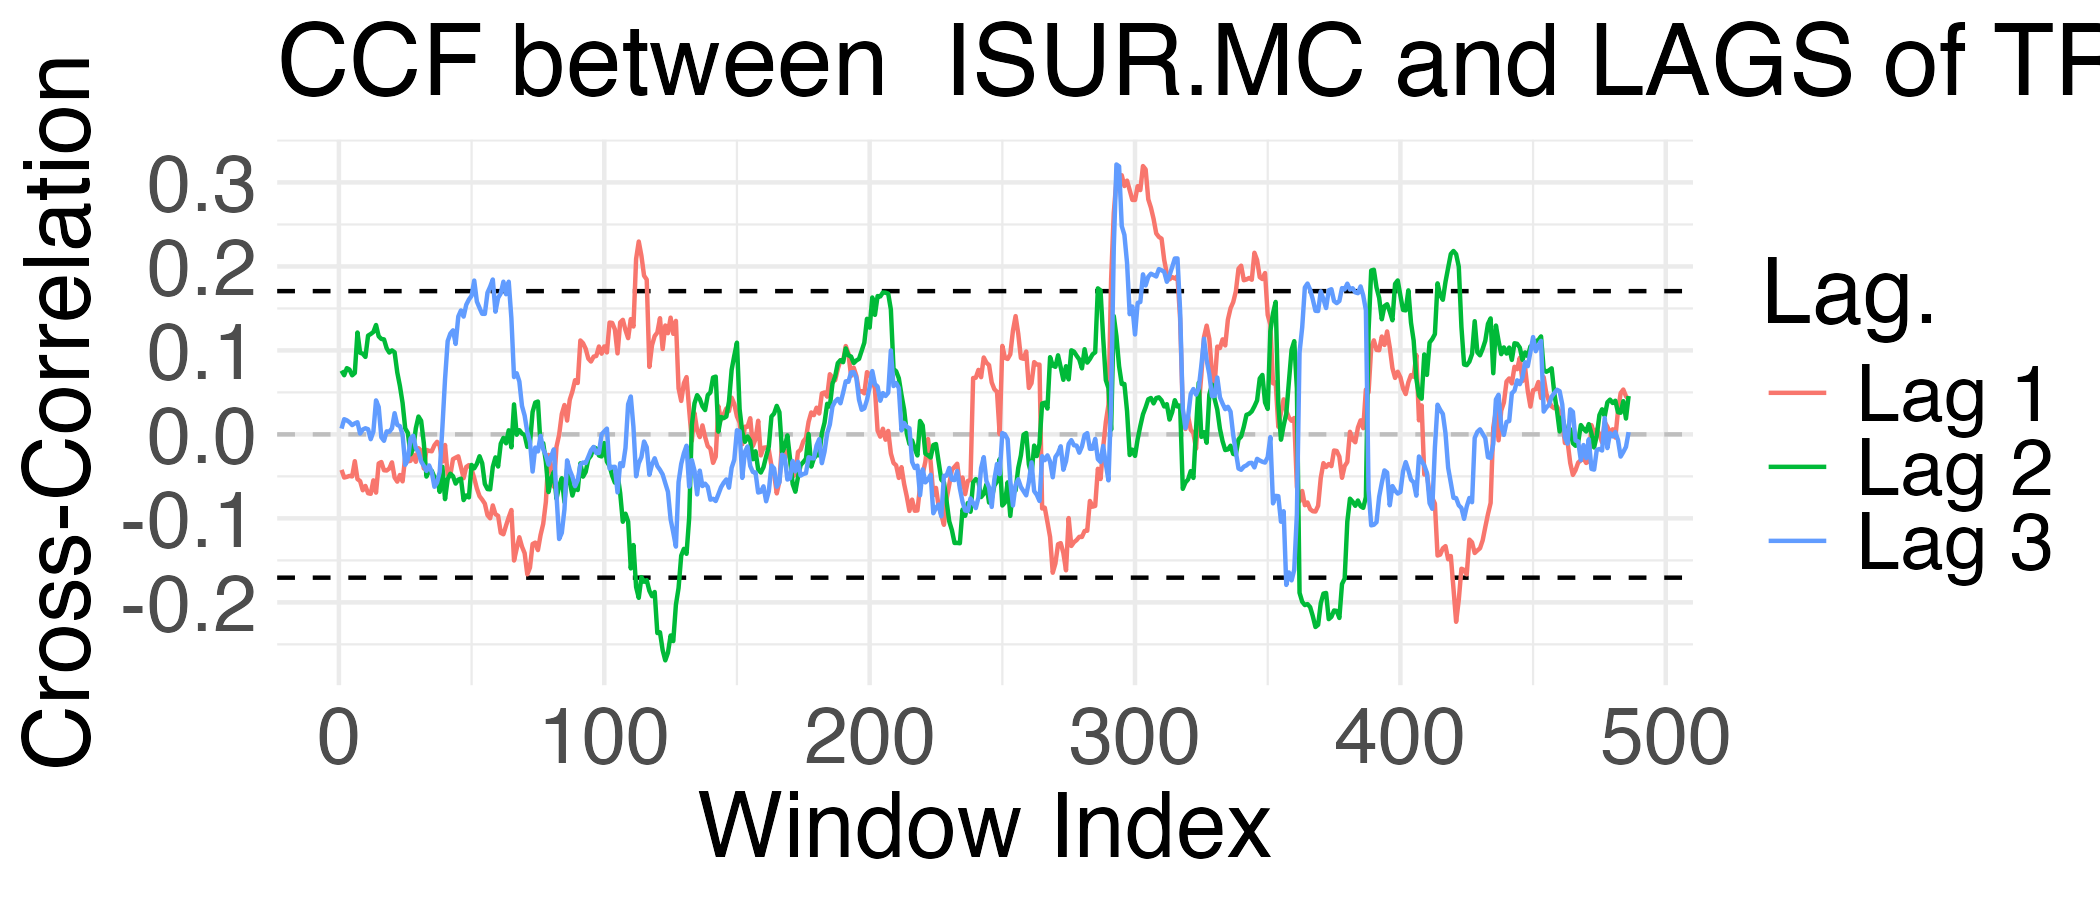 CCF between ISUR.MC and LAGS of
Cross-Correlation
0.3
0.2
0.1
0.0
-0.1
-0.2
0 100 200 300 400 500
Window Index
Lag.
Lag 1
Lag 2
Lag 3